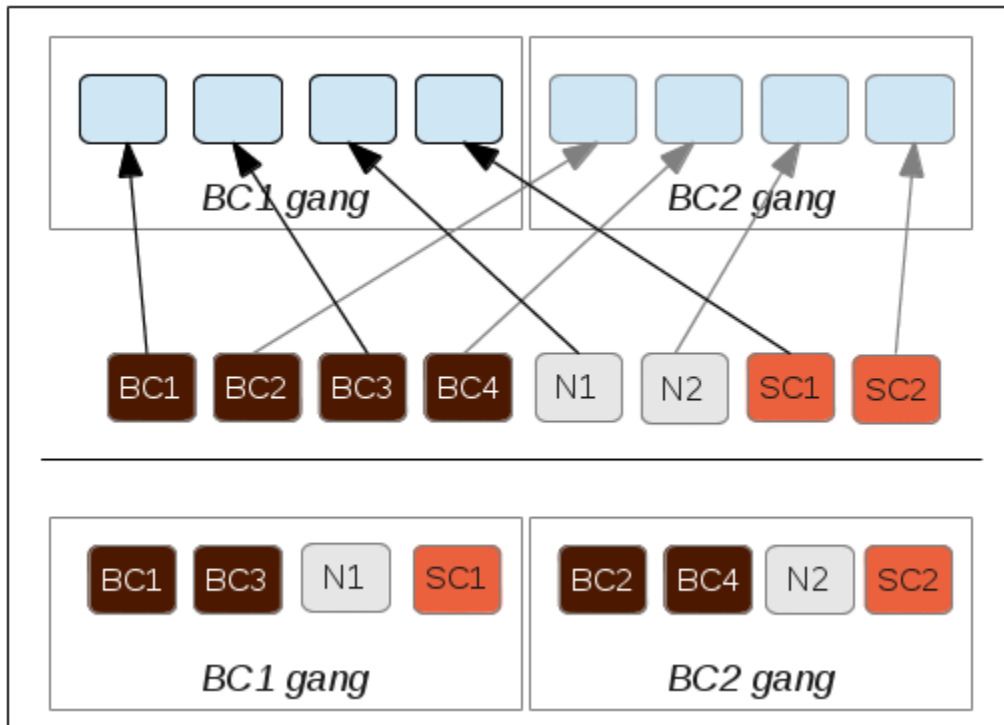 BC1 gang BC2 gang
BC1 BC2 BC3 BC4 N1 N2 SC1 SC2
BC1 BC3 N1 SC1 BC2 BC4 N2 SC2
BC1 gang BC2 gang